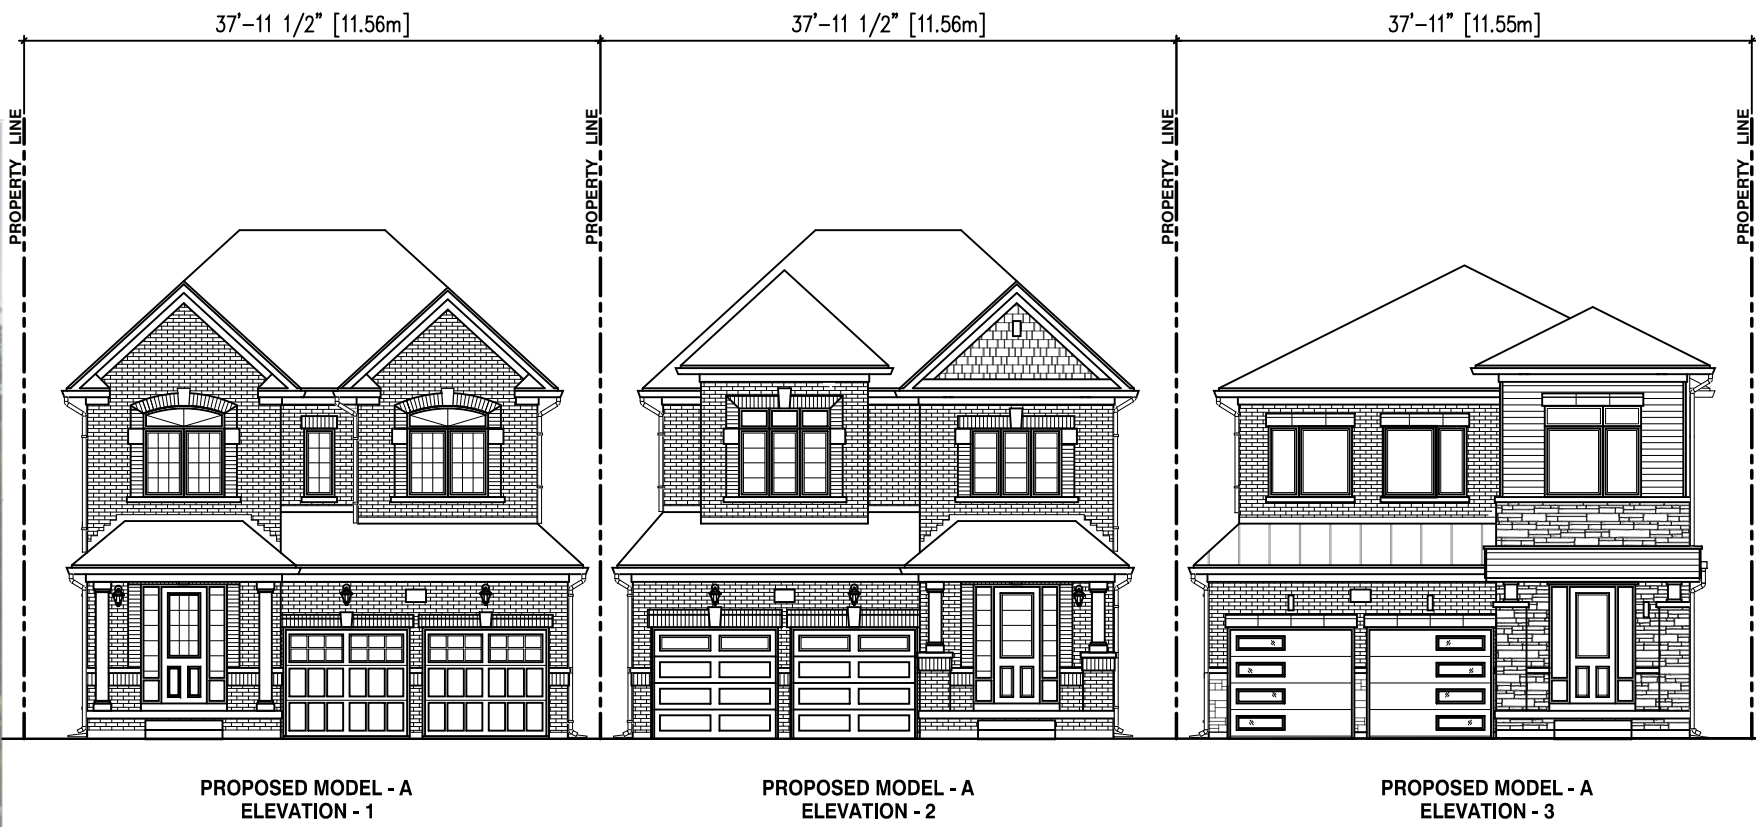 37'-11 1/2" [11.56m]
37'-11 1/2" [11.56m]
37'-11" [11.55m]
PROPERTY LINE
PROPERTY LINE
PROPERTY LINE
PROPERTY LINE
PROPOSED MODEL - A
ELEVATION - 1
PROPOSED MODEL - A
ELEVATION - 2
PROPOSED MODEL - A
ELEVATION - 3